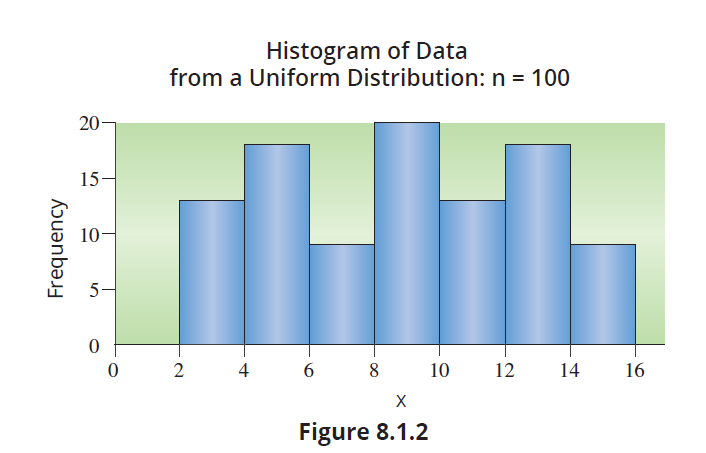 Histogram of Data
from a Uniform Distribution: n = 100
20
15
10
5
0
Frequency
0 2 4 6 8 10 12 14 16
X
Figure 8.1.2